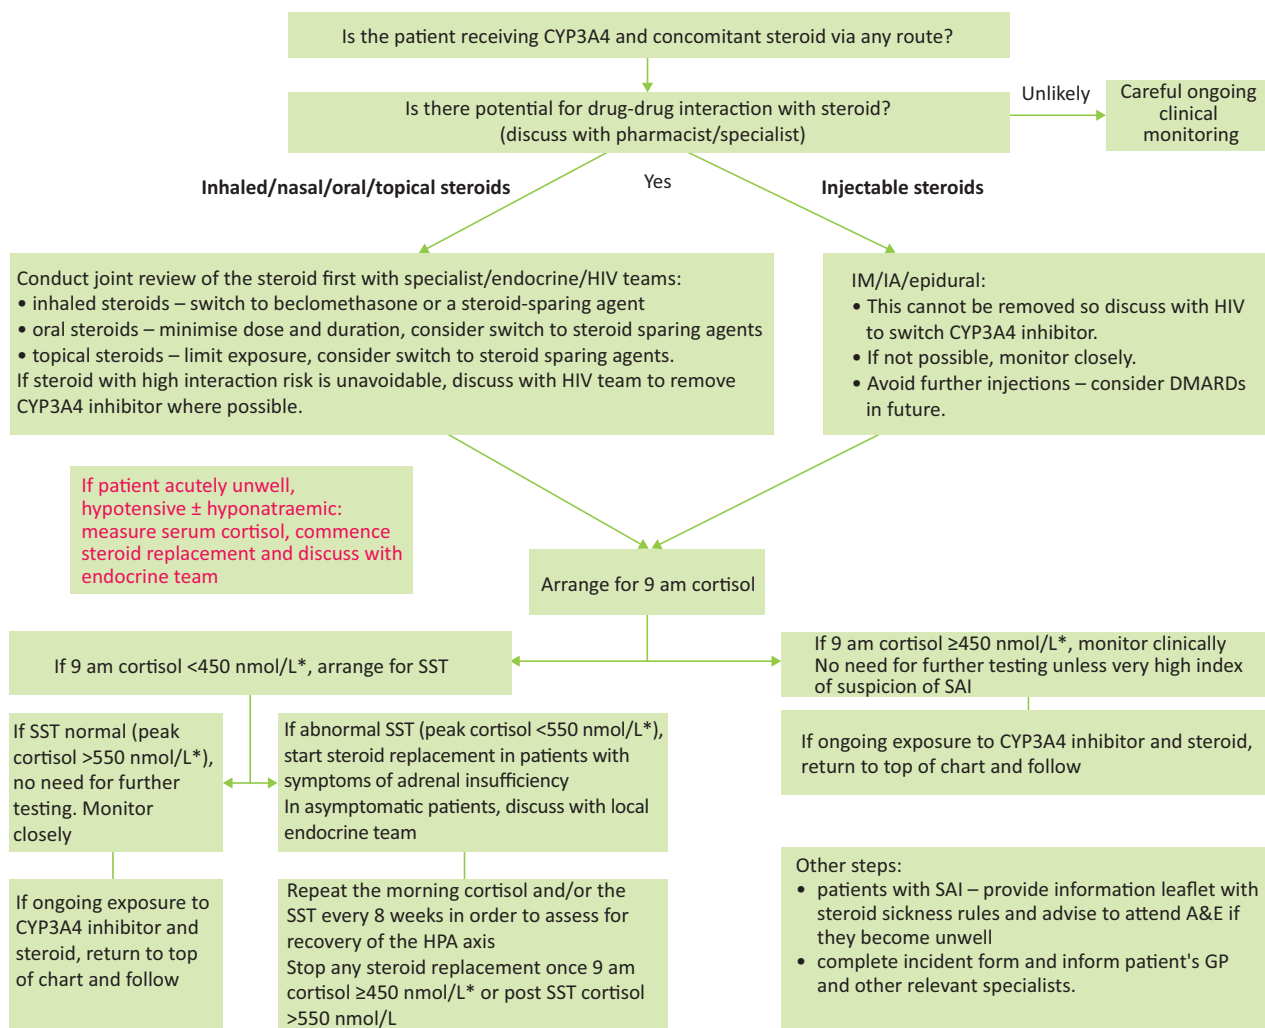 Is the patient receiving CYP3A4 and concomitant steroid via any route?
Is there potential for drug-drug interaction with steroid?
(discuss with pharmacist/specialist)
Unlikely
Careful ongoing
clinical
monitoring
Inhaled/nasal/oral/topical steroids
Yes
Injectable steroids
Conduct joint review of the steroid first with specialist/endocrine/HIV teams:
• inhaled steroids – switch to beclomethasone or a steroid-sparing agent
• oral steroids – minimise dose and duration, consider switch to steroid sparing agents
• topical steroids – limit exposure, consider switch to steroid sparing agents.
If steroid with high interaction risk is unavoidable, discuss with HIV team to remove
CYP3A4 inhibitor where possible.
IM/IA/epidural:
• This cannot be removed so discuss with HIV
to switch CYP3A4 inhibitor.
• If not possible, monitor closely.
• Avoid further injections – consider DMARDs
in future.
If patient acutely unwell,
hypotensive ± hyponatraemic:
measure serum cortisol, commence
steroid replacement and discuss with
endocrine team
Arrange for 9 am cortisol
If 9 am cortisol <450 nmol/L*, arrange for SST
If 9 am cortisol ≥450 nmol/L*, monitor clinically
No need for further testing unless very high index
of suspicion of SAI
If SST normal (peak
cortisol >550 nmol/L*),
no need for further
testing. Monitor
closely
If abnormal SST (peak cortisol <550 nmol/L*),
start steroid replacement in patients with
symptoms of adrenal insufficiency
In asymptomatic patients, discuss with local
endocrine team
If ongoing exposure to CYP3A4 inhibitor and steroid,
return to top of chart and follow
If ongoing exposure to
CYP3A4 inhibitor and
steroid, return to top
of chart and follow
Repeat the morning cortisol and/or the
SST every 8 weeks in order to assess for
recovery of the HPA axis
Stop any steroid replacement once 9 am
cortisol ≥450 nmol/L* or post SST cortisol
>550 nmol/L
Other steps:
• patients with SAI – provide information leaflet with
steroid sickness rules and advise to attend A&E if
they become unwell
• complete incident form and inform patient's GP
and other relevant specialists.